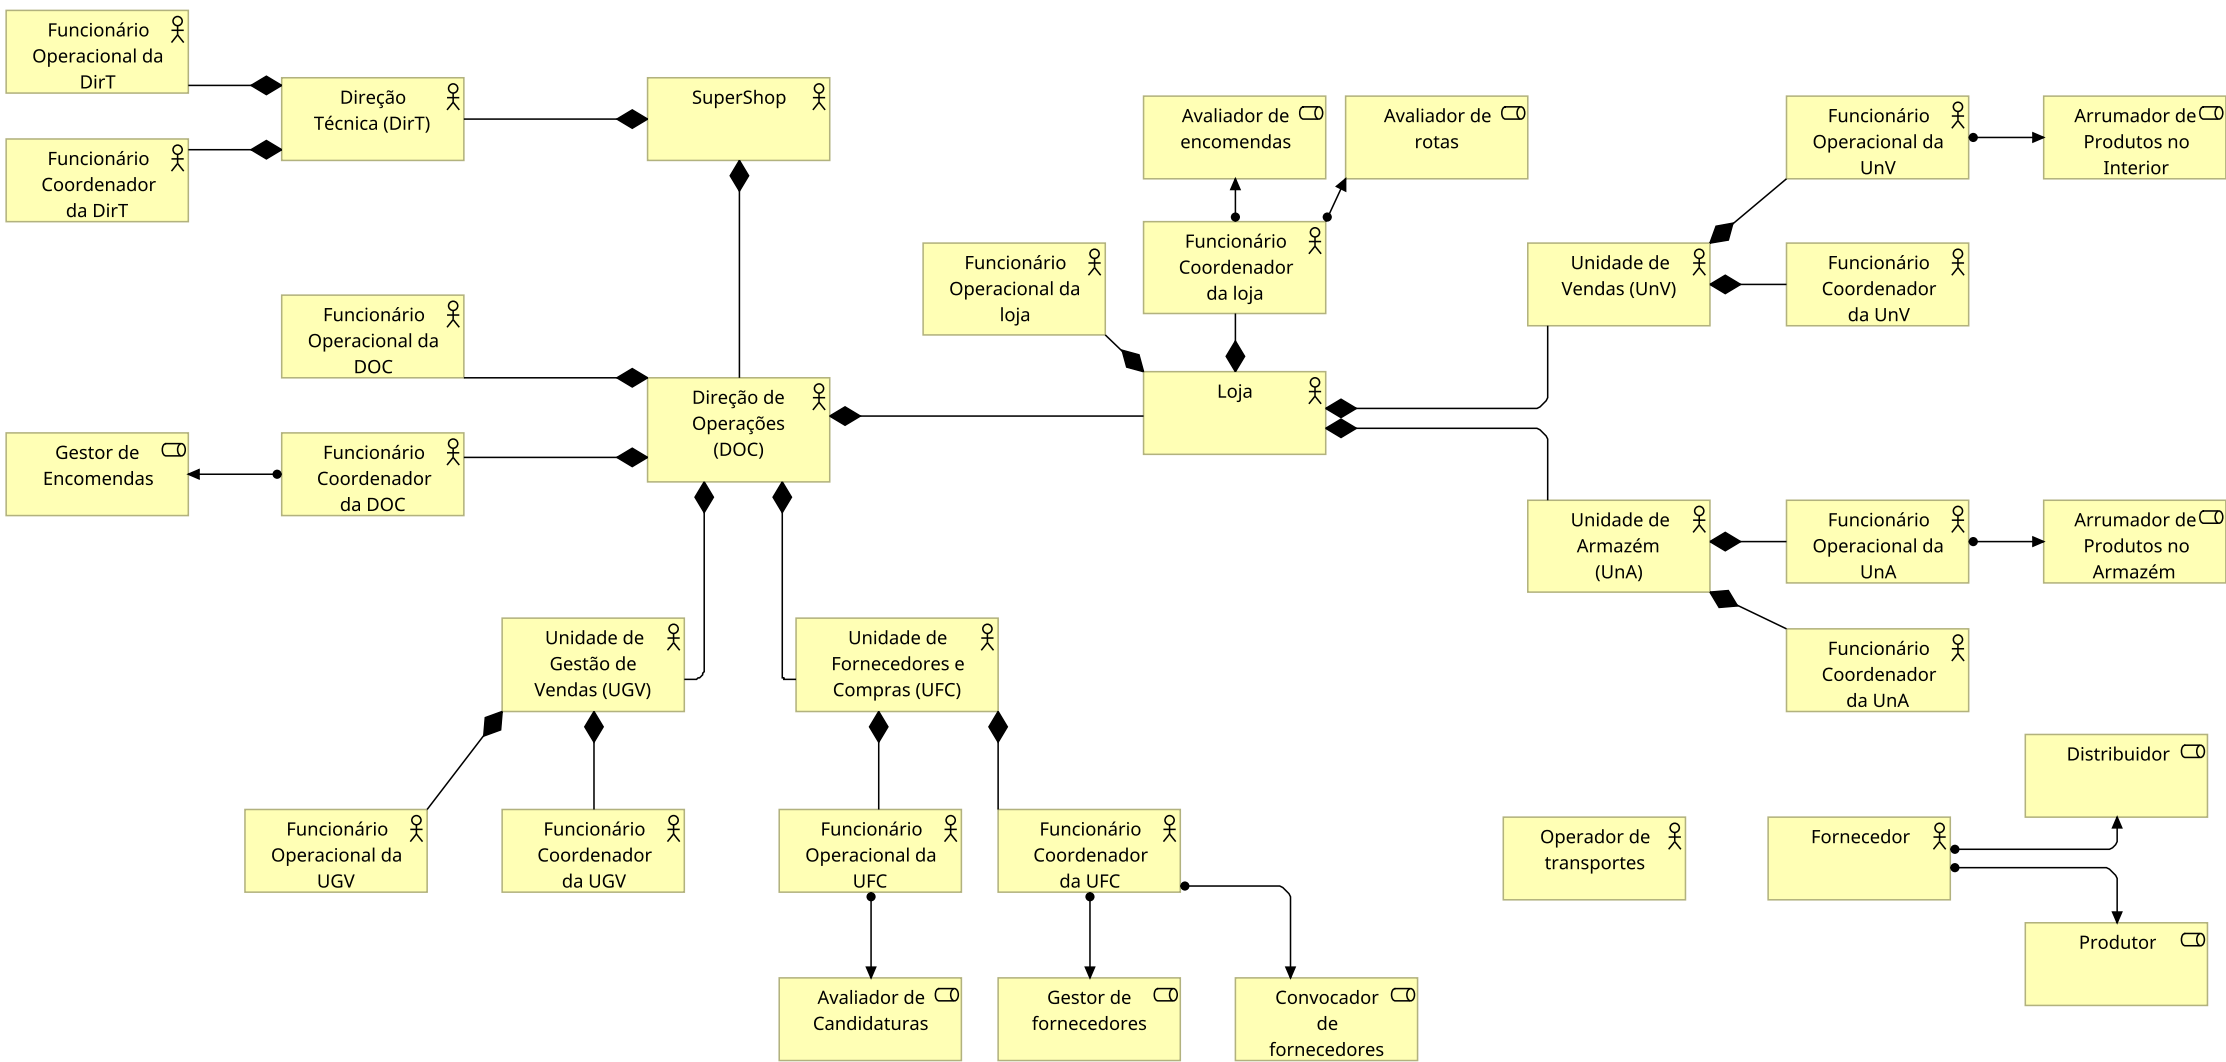 Funcionário
Operacional da
DirT
Direção
Técnica (DirT)
SuperShop
Funcionário
Coordenador
da DirT
Avaliador de
encomendas
Avaliador de
rotas
Funcionário
Operacional da
UnV
Arrumador de
Produtos no
Interior
Funcionário
Operacional da
loja
Funcionário
Coordenador
da loja
Unidade de
Vendas (UnV)
Funcionário
Coordenador
da UnV
Funcionário
Operacional da
DOC
Direção de
Operações
(DOC)
Loja
Gestor de
Encomendas
Funcionário
Coordenador
da DOC
Unidade de
Armazém
(UnA)
Funcionário
Operacional da
UnA
Arrumador de
Produtos no
Armazém
Unidade de
Gestão de
Vendas (UGV)
Unidade de
Fornecedores e
Compras (UFC)
Funcionário
Coordenador
da UnA
Distribuidor
Funcionário
Operacional da
UGV
Funcionário
Coordenador
da UGV
Funcionário
Operacional da
UFC
Funcionário
Coordenador
da UFC
Operador de
transportes
Fornecedor
Produtor
Avaliador de
Candidaturas
Gestor de
fornecedores
Convocador
de
fornecedores